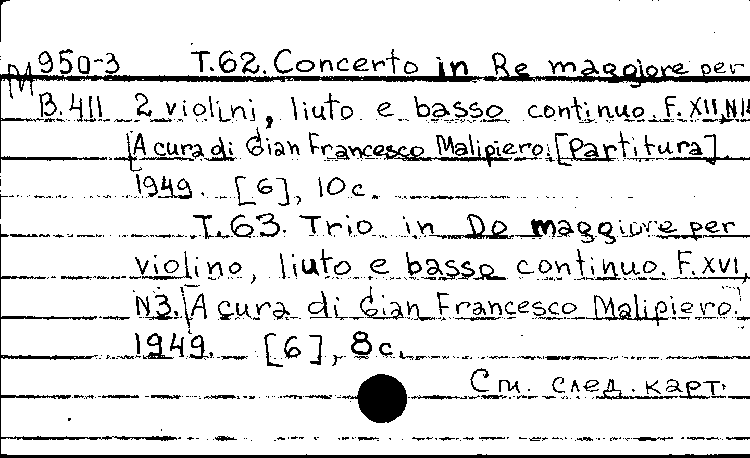 М 950-3 T.62. Concerto in Re maggiore per
B.411 2 violini, liuto e basso continuo. F. XII,
[A cura di Gian Francesco Malipiero. [Partitura]
1949. [6], 10 c.
T.63. Trio in Do maggiore per
violino, liuto e basso continuo. F. XVI,
N3. [A cura di Gian Francesco Malipiero.]
1949. [6], 8 c.
См. след. карт.